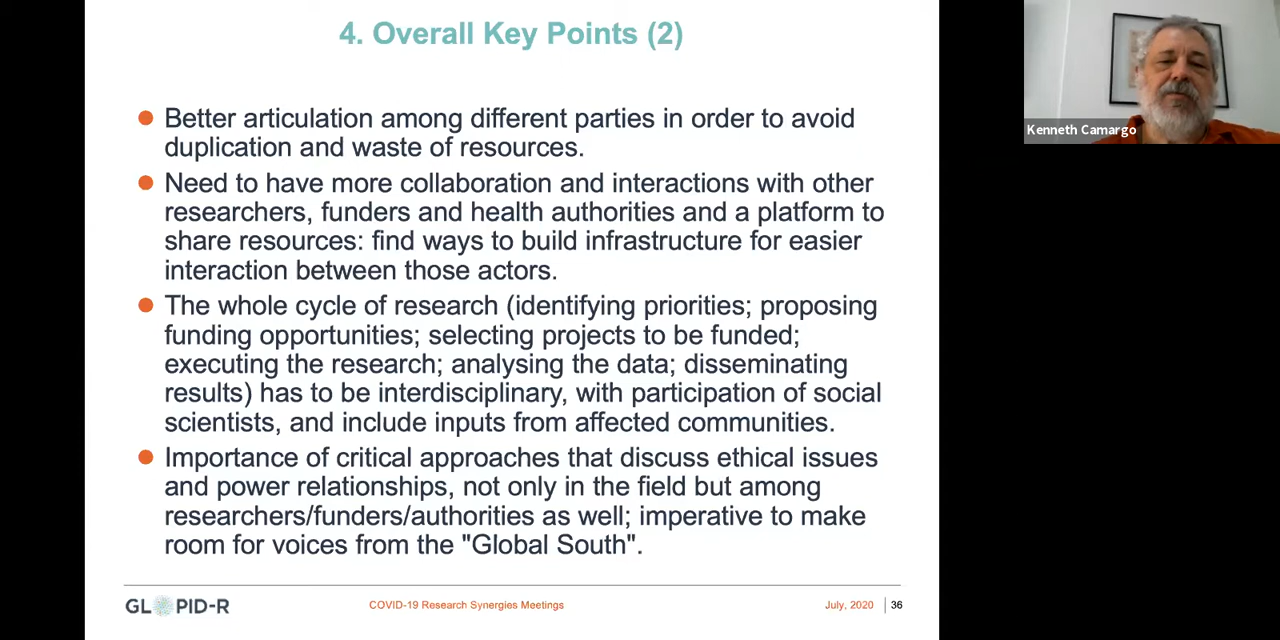 4. Overall Key Points (2)
Better articulation among different parties in order to avoid
duplication and waste of resources.
Need to have more collaboration and interactions with other
researchers, funders and health authorities and a platform to
share resources: find ways to build infrastructure for easier
interaction between those actors.
The whole cycle of research (identifying priorities; proposing
funding opportunities; selecting projects to be funded;
executing the research; analysing the data; disseminating
results) has to be interdisciplinary, with participation of social
scientists, and include inputs from affected communities.
Importance of critical approaches that discuss ethical issues
and power relationships, not only in the field but among
researchers/funders/authorities as well; imperative to make
room for voices from the "Global South".
GLOPID-R
COVID-19 Research Synergies Meetings
July, 2020
36
Kenneth Camargo